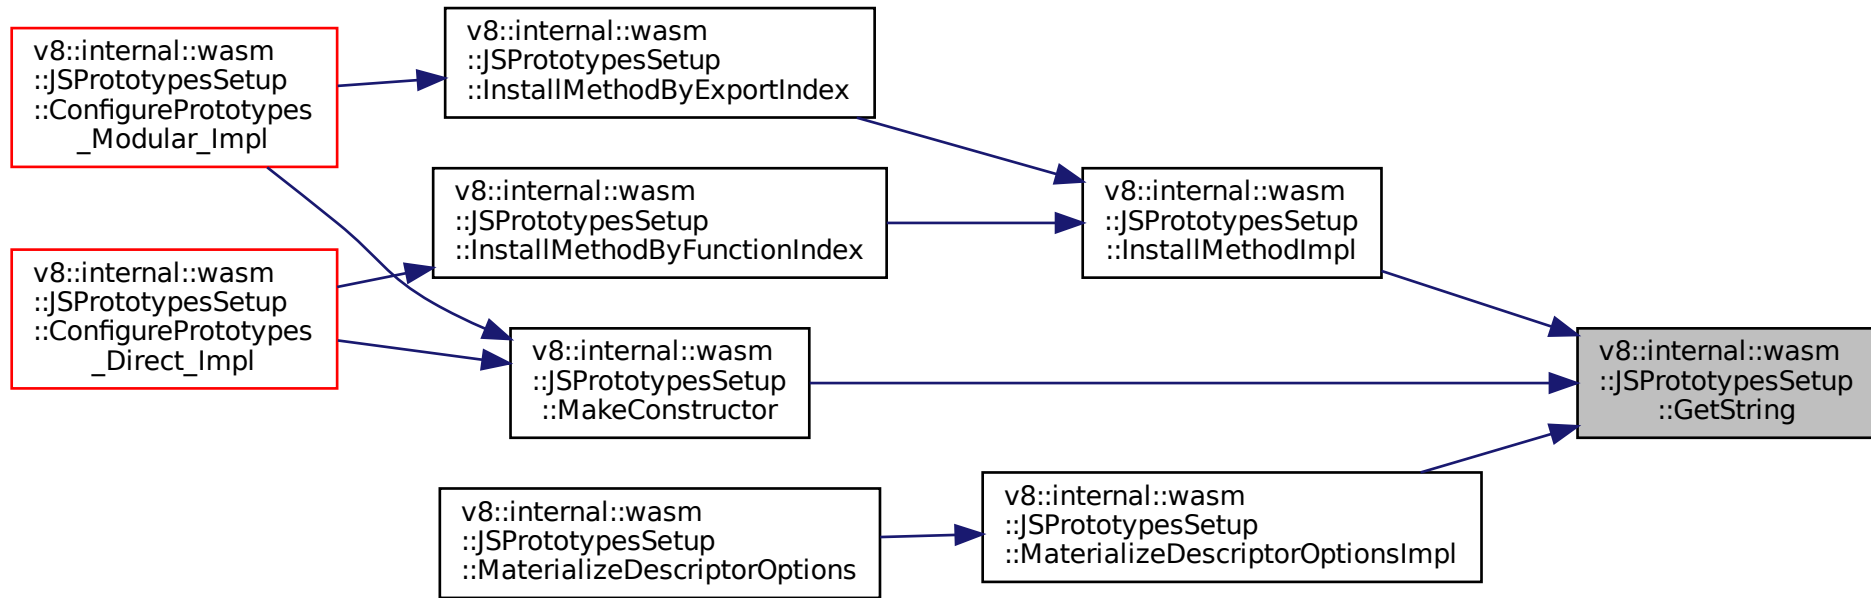 v8::internal::wasm
::JSPrototypesSetup
::ConfigurePrototypes
_Modular_Impl
v8::internal::wasm
::JSPrototypesSetup
::InstallMethodByExportIndex
v8::internal::wasm
::JSPrototypesSetup
::InstallMethodByFunctionIndex
v8::internal::wasm
::JSPrototypesSetup
::InstallMethodImpl
v8::internal::wasm
::JSPrototypesSetup
::ConfigurePrototypes
_Direct_Impl
v8::internal::wasm
::JSPrototypesSetup
::MakeConstructor
v8::internal::wasm
::JSPrototypesSetup
::GetString
v8::internal::wasm
::JSPrototypesSetup
::MaterializeDescriptorOptions
v8::internal::wasm
::JSPrototypesSetup
::MaterializeDescriptorOptionsImpl